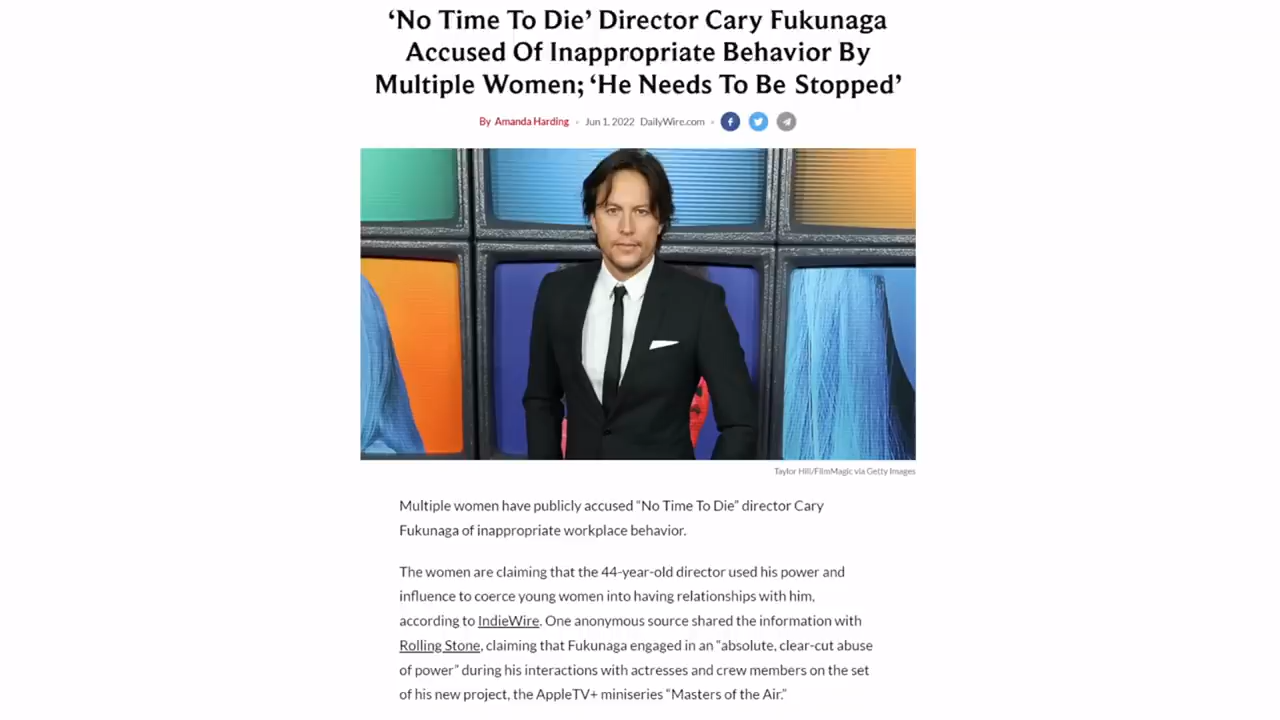 ‘No Time To Die’ Director Cary Fukunaga
Accused Of Inappropriate Behavior By
Multiple Women; ‘He Needs To Be Stopped’
By Amanda Harding • Jun 1, 2022 DailyWire.com •
Taylor Hill/FilmMagic via Getty Images
Multiple women have publicly accused “No Time To Die” director Cary
Fukunaga of inappropriate workplace behavior.
The women are claiming that the 44-year-old director used his power and
influence to coerce young women into having relationships with him,
according to IndieWire. One anonymous source shared the information with
Rolling Stone, claiming that Fukunaga engaged in an “absolute, clear-cut abuse
of power” during his interactions with actresses and crew members on the set
of his new project, the AppleTV+ miniseries “Masters of the Air.”